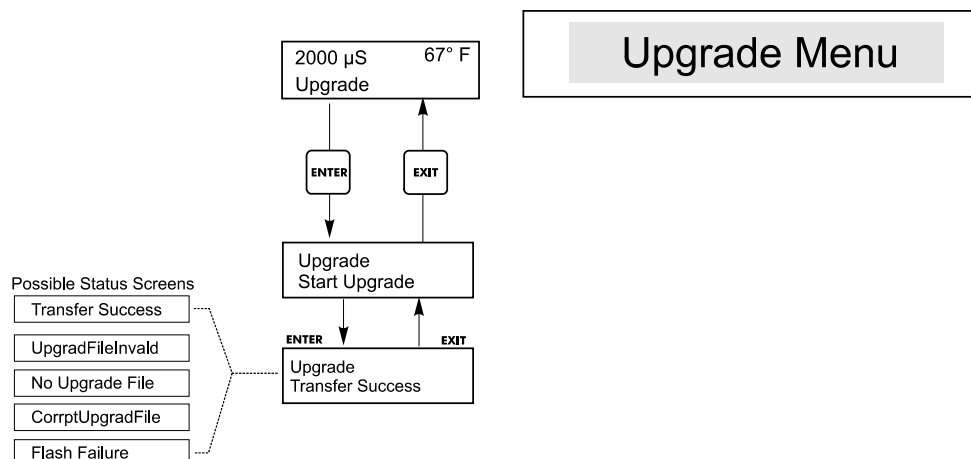 Upgrade Menu
2000 µS 67° F
Upgrade
ENTER EXIT
Upgrade
Start Upgrade
ENTER EXIT
Upgrade
Transfer Success
Possible Status Screens
Transfer Success
UpgradFileInvald
No Upgrade File
CorrptUpgradFile
Flash Failure